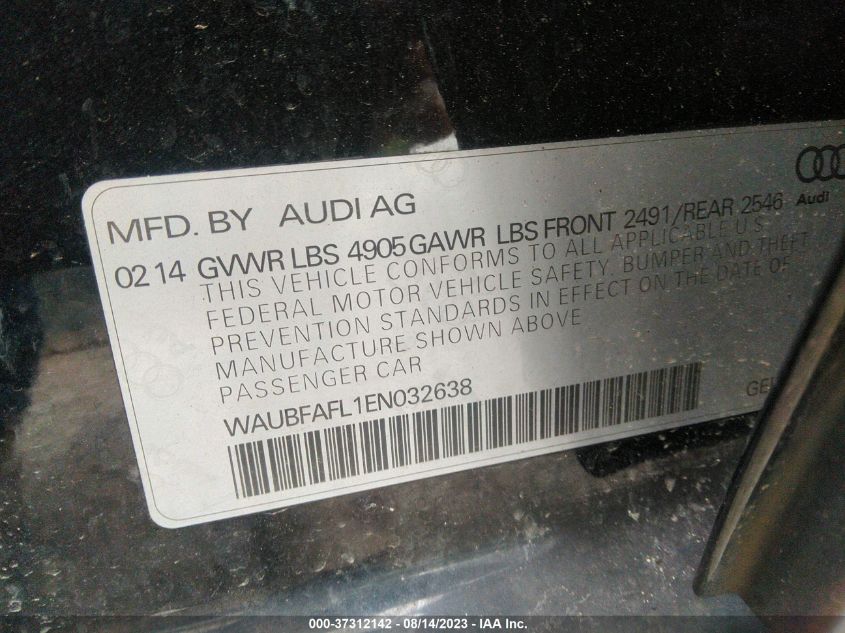 MFD. BY AUDI AG
02 14 GVWR LBS 4905 GAWR LBS FRONT 2491/REAR 2546
Audi
THIS VEHICLE CONFORMS TO ALL APPLICABLE U.S
FEDERAL MOTOR VEHICLE SAFETY, BUMPER AND THEFT
PREVENTION STANDARDS IN EFFECT ON THE DATE OF
MANUFACTURE SHOWN ABOVE
PASSENGER CAR
WAUBFAFL1EN032638
000-37312142 - 08/14/2023 - IAA Inc.